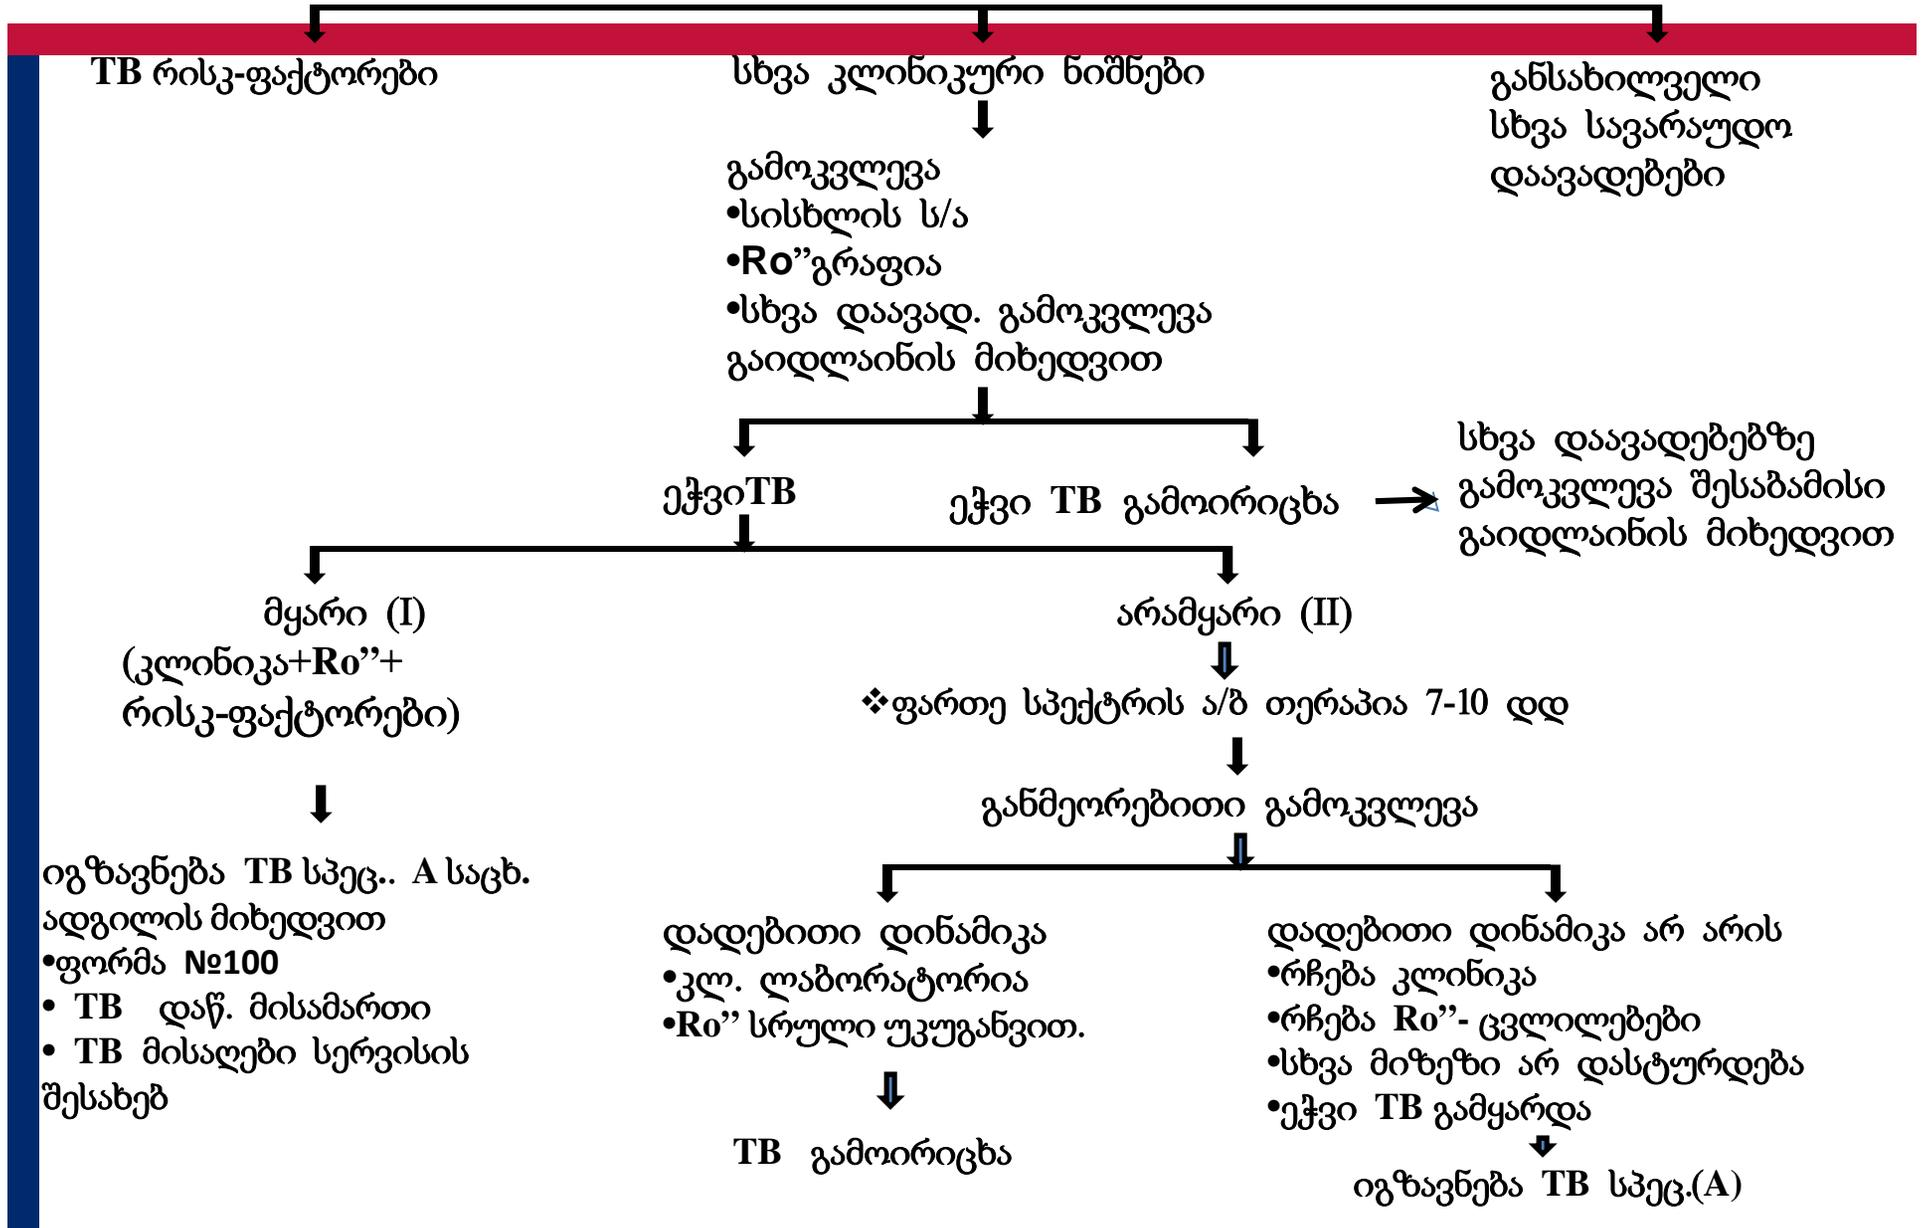 TB რისკ-ფაქტორები
სხვა კლინიკური ნიშნები
განსახილველი
სხვა სავარაუდო
დაავადებები
გამოკვლევა
•სისხლის ს/ა
•Ro”გრაფია
•სხვა დაავად. გამოკვლევა
გაიდლაინის მიხედვით
ეჭვიTB
ეჭვი TB გამოირიცხა
სხვა დაავადებებზე
გამოკვლევა შესაბამისი
გაიდლაინის მიხედვით
მყარი (I)
(კლინიკა+Ro”+
რისკ-ფაქტორები)
არამყარი (II)
❖ფართე სპექტრის ა/ბ თერაპია 7-10 დდ
განმეორებითი გამოკვლევა
იგზავნება TB სპეც.. A საცხ.
ადგილის მიხედვით
•ფორმა №100
• TB დაწ. მისამართი
• TB მისაღები სერვისის
შესახებ
დადებითი დინამიკა
•კლ. ლაბორატორია
•Ro” სრული უკუგანვით.
TB გამოირიცხა
დადებითი დინამიკა არ არის
•რჩება კლინიკა
•რჩება Ro”- ცვლილებები
•სხვა მიზეზი არ დასტურდება
•ეჭვი TB გამყარდა
იგზავნება TB სპეც.(A)